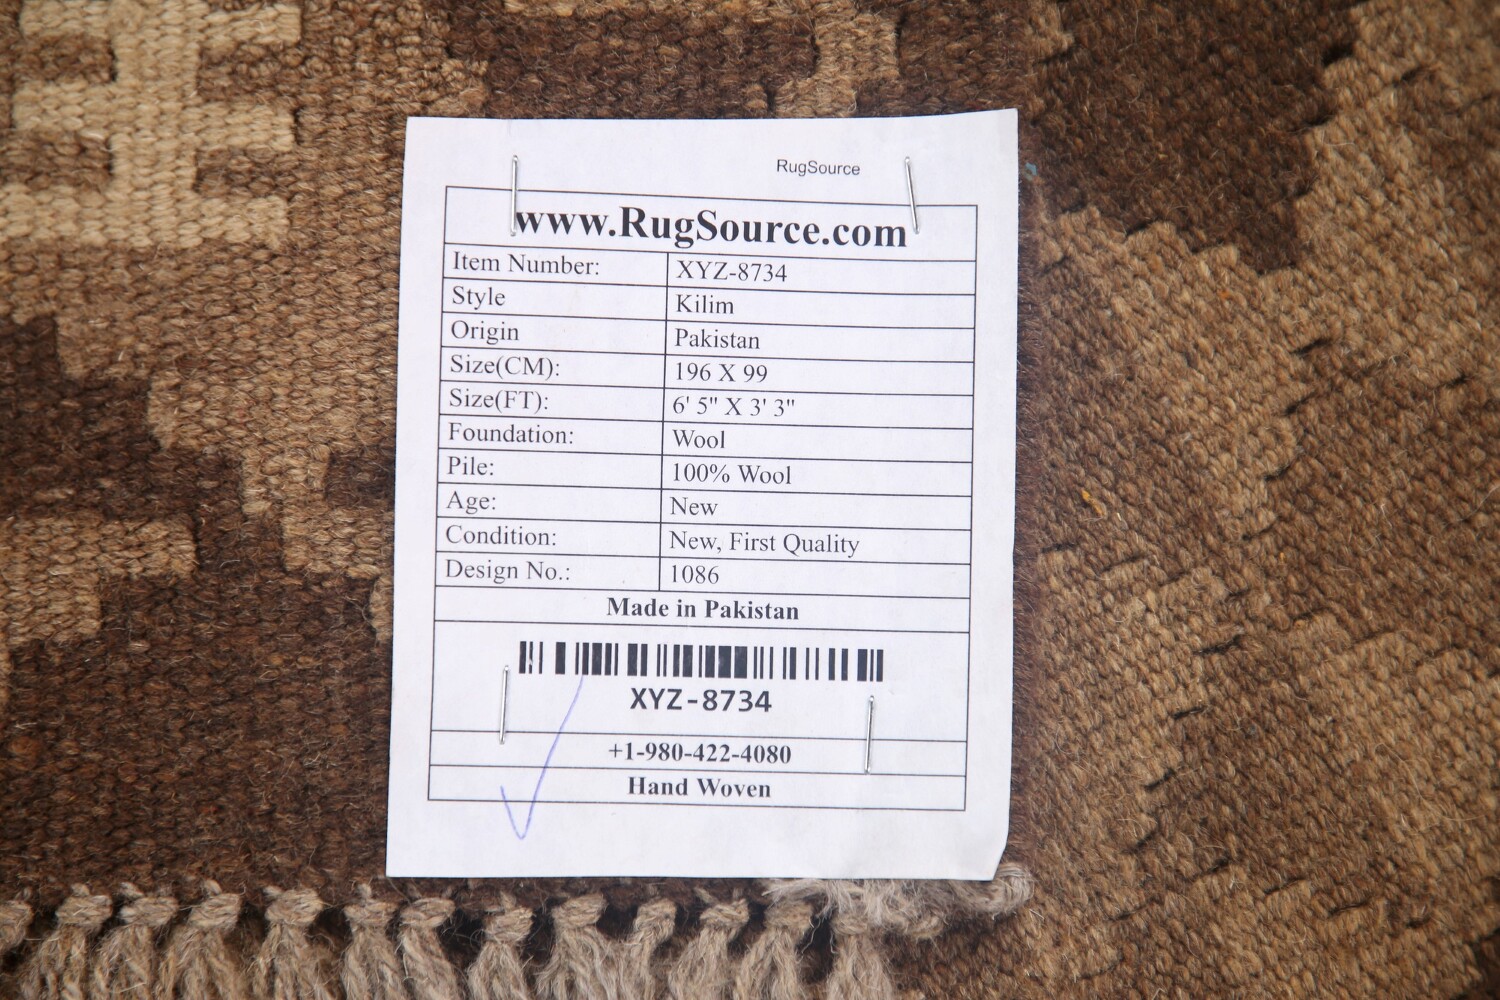 RugSource
www.RugSource.com
Item Number: XYZ-8734
Style Kilim
Origin Pakistan
Size(CM): 196 X 99
Size(FT): 6' 5" X 3' 3"
Foundation: Wool
Pile: 100% Wool
Age: New
Condition: New, First Quality
Design No.: 1086
Made in Pakistan
XYZ-8734
+1-980-422-4080
Hand Woven